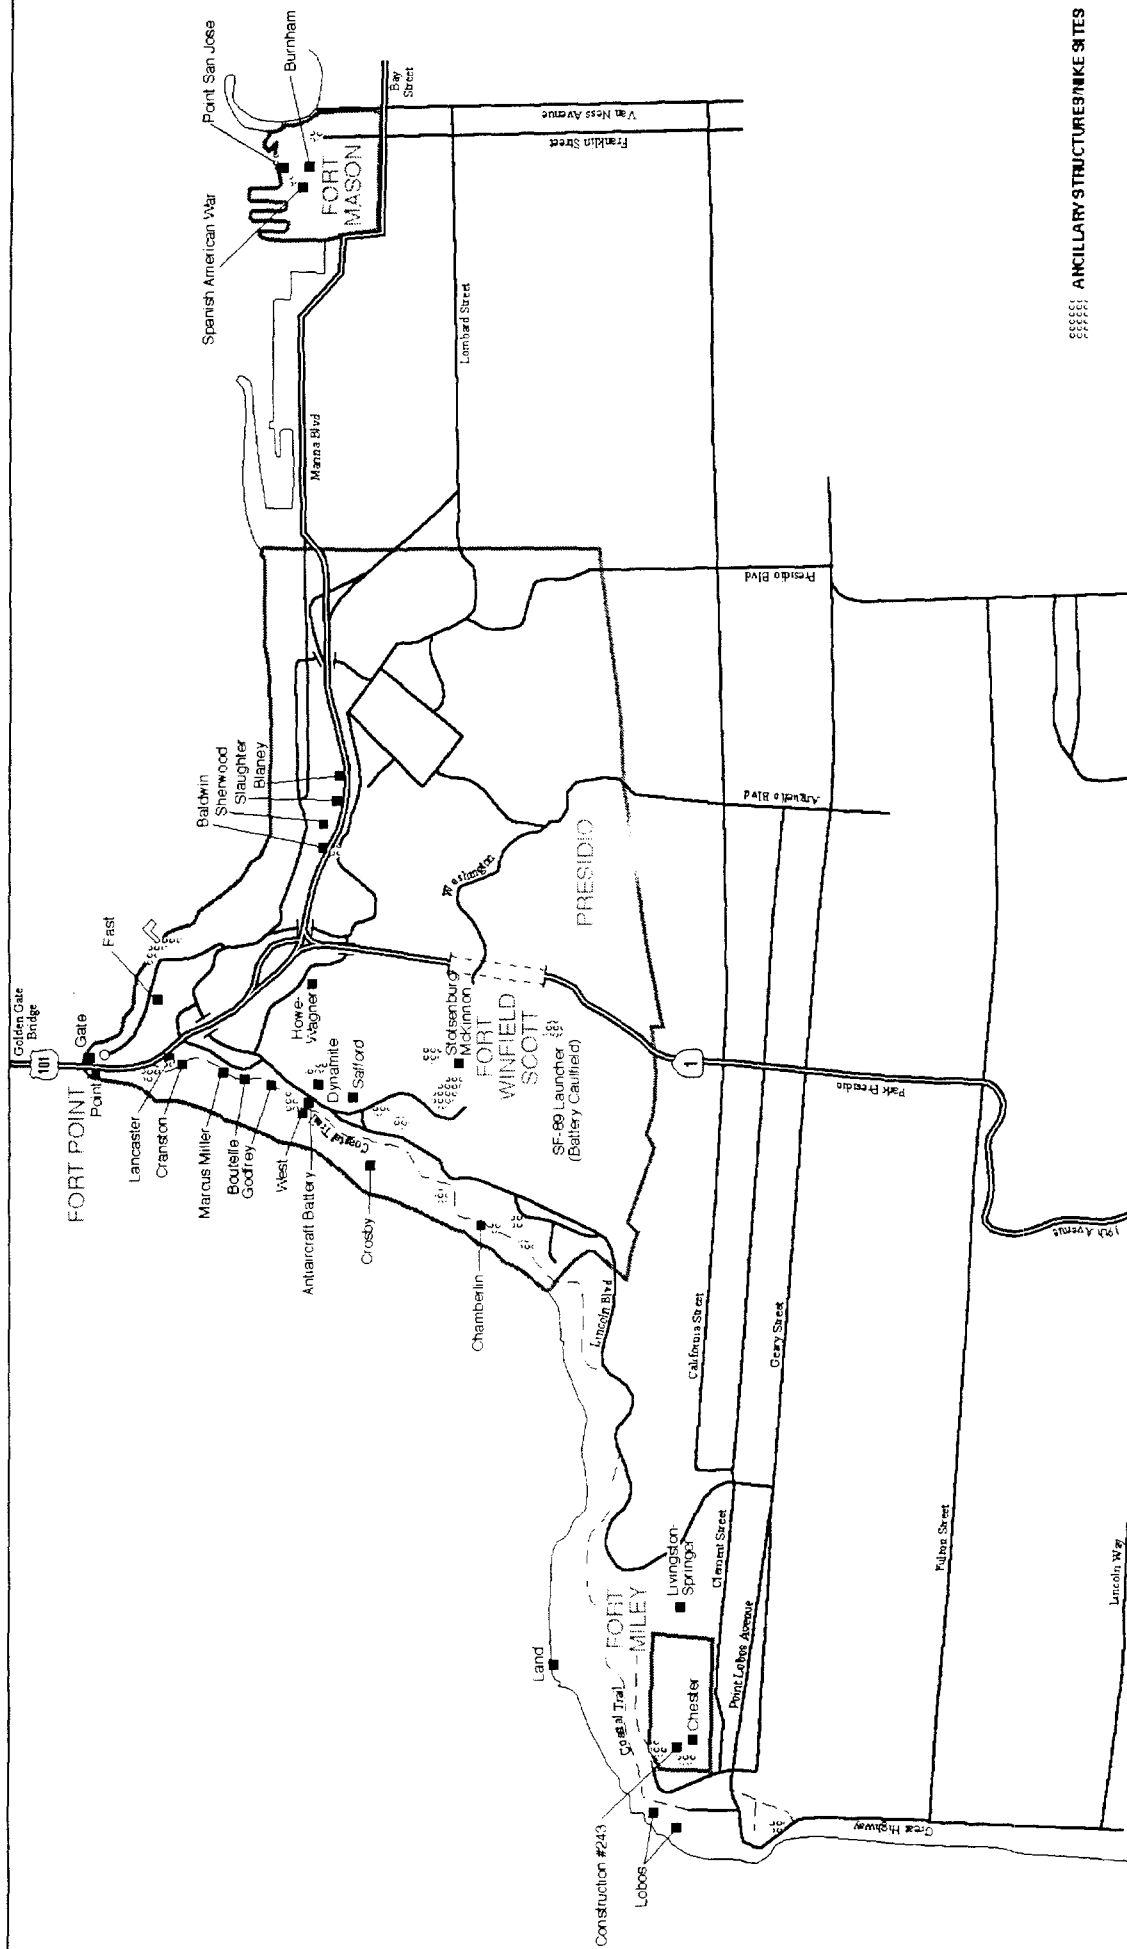 Golden Gate
Bridge
101
FORT POINT
Gate
Point
East
Lancaster
Cranston
Marcus Miller
Boutelle
Godfrey
West
Antiaircraft Battery
Dynamite
Safford
Howe-
Wagner
Coastal Trail
Crosby
Chamberlin
Stotsenburg
McKinnon
FORT
WINFIELD
SCOTT
SF-89 Launcher
(Battery Caulfield)
Baldwin
Sherwood
Slaughter
Blaney
Washington
PRESIDIO
Point San Jose
Burnham
Spanish American War
FORT
MASON
Bay
Street
Van Ness Avenue
Franklin Street
Lombard Street
Marina Blvd
Presidio Blvd
Arguello Blvd
1
Park Presidio
19th Avenue
Lincoln Blvd
California Street
Geary Street
Clement Street
Point Lobos Avenue
Fulton Street
Lincoln Way
Great Highway
Land
Coastal Trail
FORT
MILEY
Livingston-
Springer
Chester
Construction #243
Lobos
ANCILLARY STRUCTURES/NIKE SITES